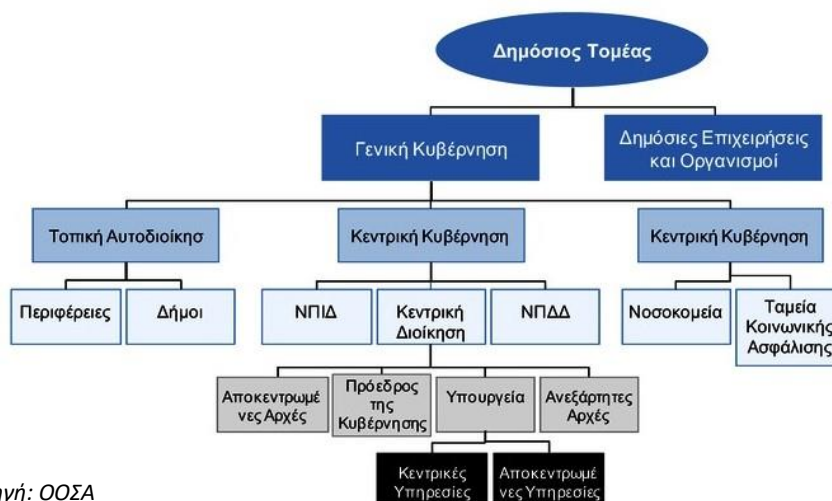 Δημόσιος Τομέας
Γενική Κυβέρνηση
Δημόσιες Επιχειρήσεις
και Οργανισμοί
Τοπική Αυτοδιοίκησ
Κεντρική Κυβέρνηση
Κεντρική Κυβέρνηση
Περιφέρειες
Δήμοι
ΝΠΙΔ
Κεντρική
Διοίκηση
ΝΠΔΔ
Νοσοκομεία
Ταμεία
Κοινωνικής
Ασφάλισης
Αποκεντρωμέ
νες Αρχές
Πρόεδρος
της
Κυβέρνησης
Υπουργεία
Ανεξάρτητες
Αρχές
Κεντρικές
Υπηρεσίες
Αποκεντρωμέ
νες Υπηρεσίες
ΟΟΣΑ